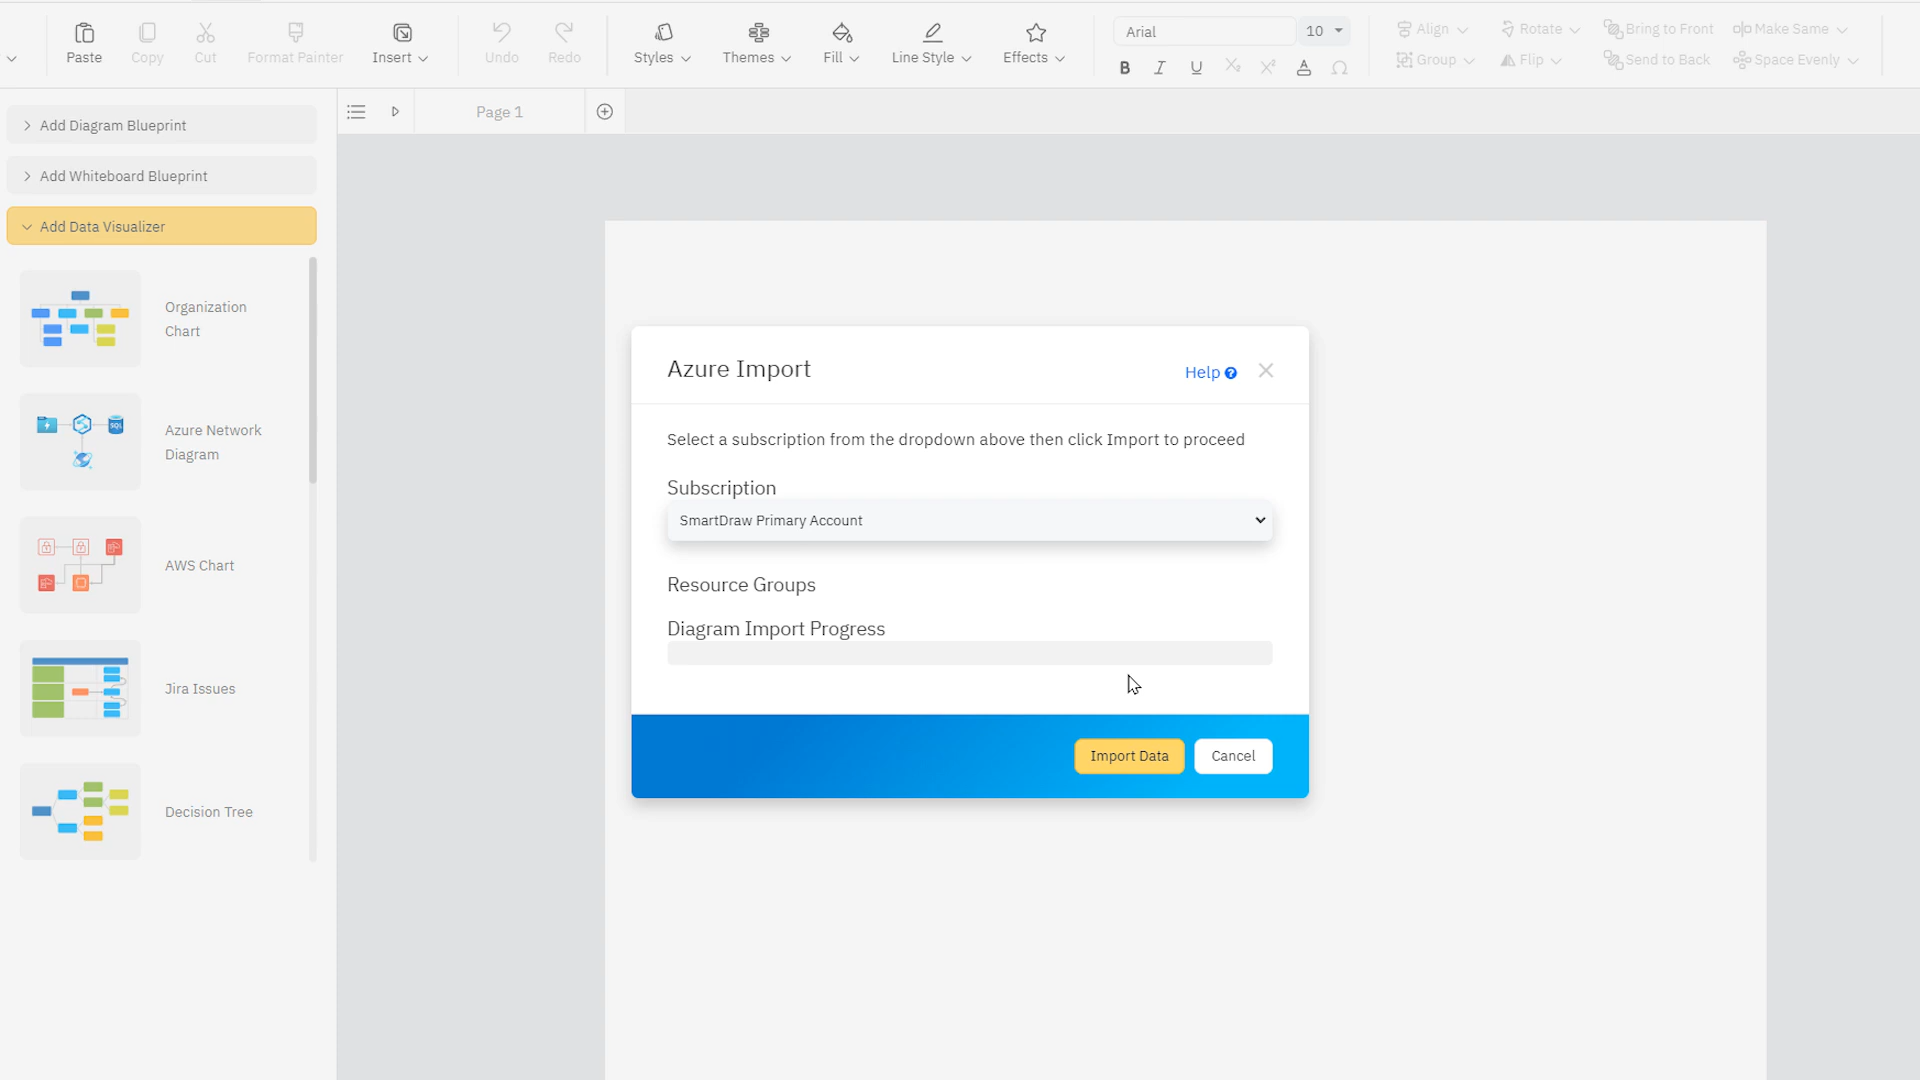 Paste
Copy
Cut
Format Painter
Insert
Undo
Redo
Styles
Themes
Fill
Line Style
Effects
Arial
10
B
I
U
X₂
X²
A
Ω
Align
Rotate
Bring to Front
Make Same
Group
Flip
Send to Back
Space Evenly
Page 1
Add Diagram Blueprint
Add Whiteboard Blueprint
Add Data Visualizer
Organization
Chart
SQL
Azure Network
Diagram
AWS Chart
Jira Issues
Decision Tree
Azure Import
Help
Select a subscription from the dropdown above then click Import to proceed
Subscription
SmartDraw Primary Account
Resource Groups
Diagram Import Progress
Import Data
Cancel